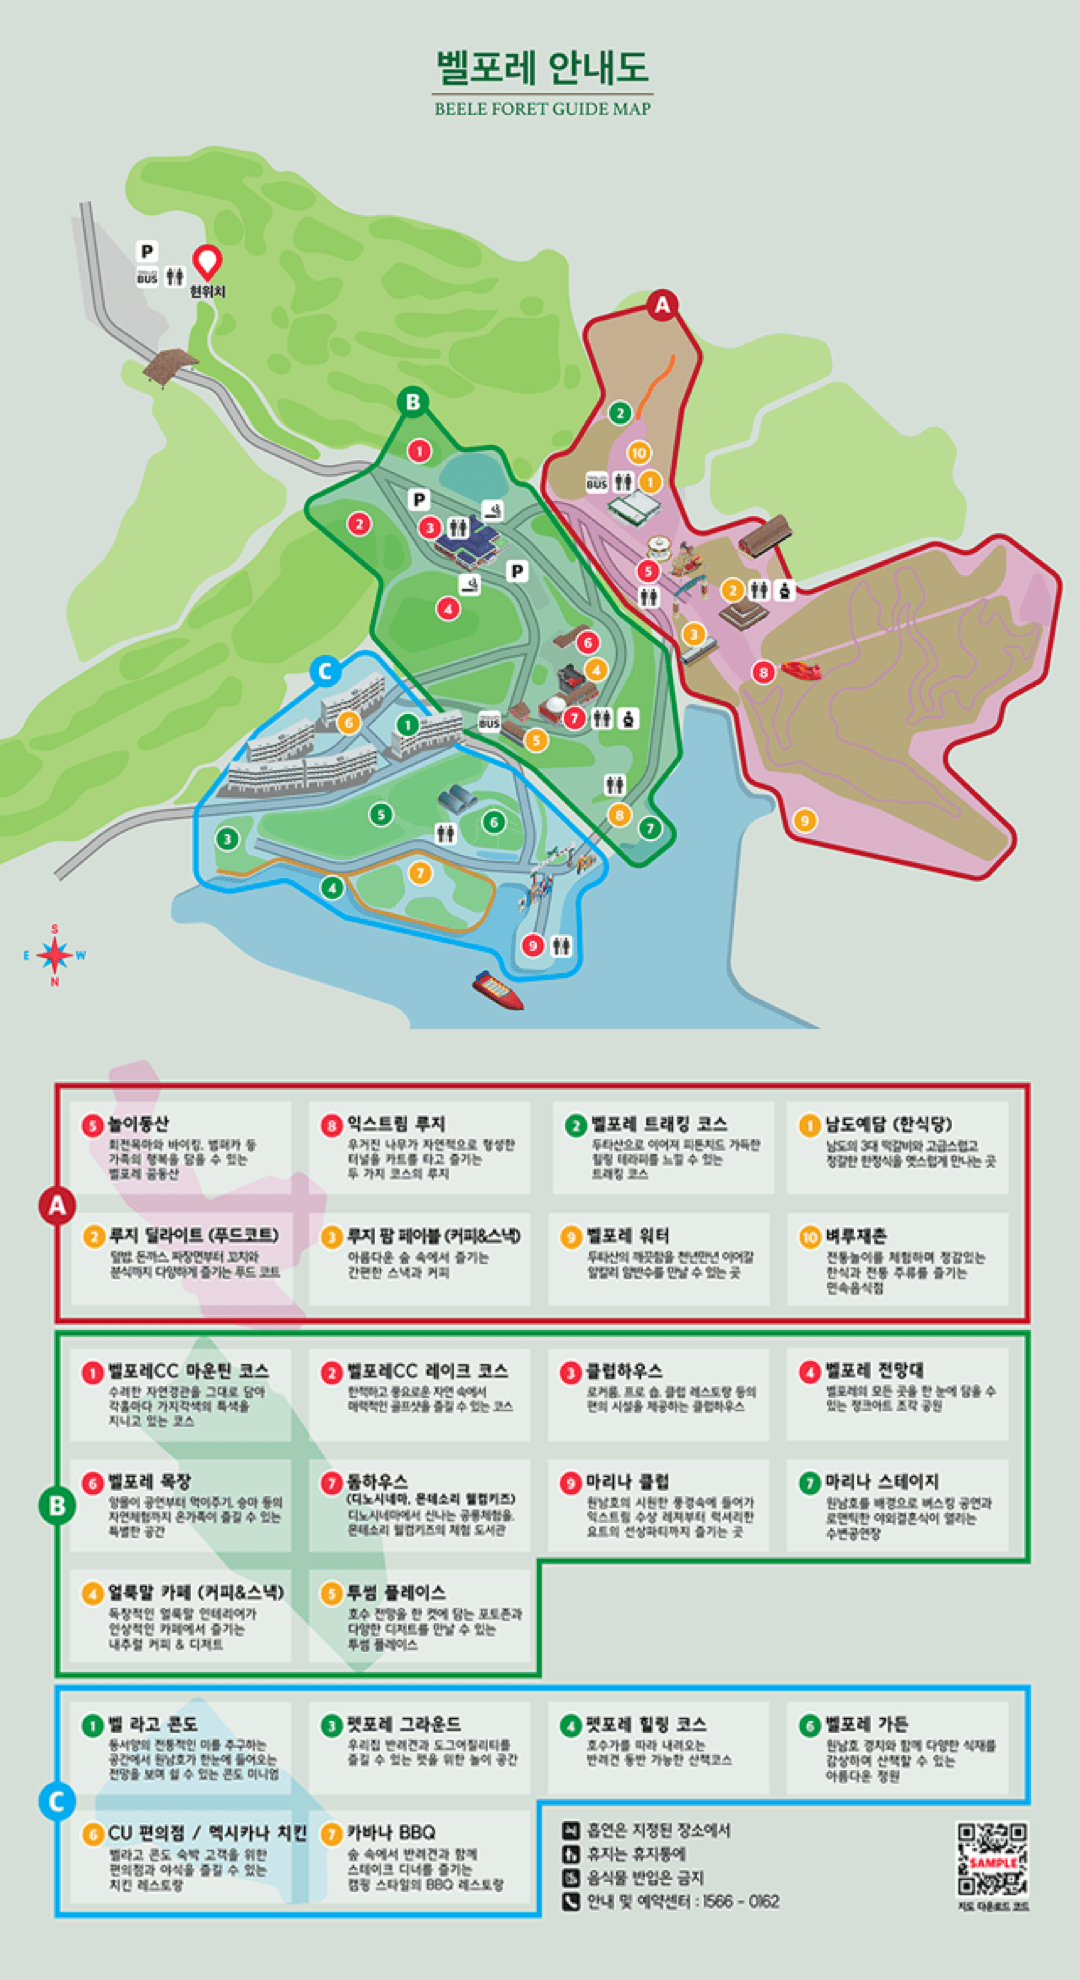 벨포레 안내도
BEELE FORET GUIDE MAP
P
BUS
현위치
A
B
C
2
10
1
BUS
1
1
P
2
3
P
5
2
4
3
6
4
8
7
6
1
BUS
5
5
6
8
7
9
3
7
4
9
S
E W
N
A
5 놀이동산
회전목마와 바이킹, 범퍼카 등
가족의 행복을 담을 수 있는
벨포레 꿈동산
8 익스트림 루지
우거진 나무가 자연적으로 형성한
터널을 카트를 타고 즐기는
두 가지 코스의 루지
2 벨포레 트래킹 코스
두타산으로 이어져 피톤치드 가득한
힐링 테라피를 느낄 수 있는
트래킹 코스
1 남도예담 (한식당)
남도의 3대 떡갈비와 고급스럽고
정갈한 한정식을 멋스럽게 만나는 곳
2 루지 딜라이트 (푸드코트)
덮밥, 돈까스, 짜장면부터 꼬치와
분식까지 다양하게 즐기는 푸드 코트
3 루지 팜 페이블 (커피&스낵)
아름다운 숲 속에서 즐기는
간편한 스낵과 커피
9 벨포레 워터
두타산의 깨끗함을 천년만년 이어갈
알칼리 암반수를 만날 수 있는 곳
10 벼루재촌
전통놀이를 체험하며 정감있는
한식과 전통 주류를 즐기는
민속음식점
B
1 벨포레CC 마운틴 코스
수려한 자연경관을 그대로 담아
각홀마다 가지각색의 특색을
지니고 있는 코스
2 벨포레CC 레이크 코스
한적하고 풍요로운 자연 속에서
매력적인 골프샷을 즐길 수 있는 코스
3 클럽하우스
로커룸, 프로 숍, 클럽 레스토랑 등의
편의 시설을 제공하는 클럽하우스
4 벨포레 전망대
벨포레의 모든 곳을 한 눈에 담을 수
있는 정크아트 조각 공원
6 벨포레 목장
양몰이 공연부터 먹이주기, 승마 등의
자연체험까지 온가족이 즐길 수 있는
특별한 공간
7 돔하우스
(디노시네마, 몬테소리 웰컴키즈)
디노시네마에서 신나는 공룡체험을,
몬테소리 웰컴키즈의 체험 도서관
9 마리나 클럽
원남호의 시원한 풍경속에 들어가
익스트림 수상 레저부터 럭셔리한
요트의 선상파티까지 즐기는 곳
7 마리나 스테이지
원남호를 배경으로 버스킹 공연과
로맨틱한 야외결혼식이 열리는
수변공연장
4 얼룩말 카페 (커피&스낵)
독창적인 얼룩말 인테리어가
인상적인 카페에서 즐기는
내추럴 커피 & 디저트
5 투썸 플레이스
호수 전망을 한 컷에 담는 포토존과
다양한 디저트를 만날 수 있는
투썸 플레이스
C
1 벨 라고 콘도
동서양의 전통적인 미를 추구하는
공간에서 원남호가 한눈에 들어오는
전망을 보며 쉴 수 있는 콘도 미니엄
3 펫포레 그라운드
우리집 반려견과 도그어질리티를
즐길 수 있는 펫을 위한 놀이 공간
4 펫포레 힐링 코스
호수가를 따라 내려오는
반려견 동반 가능한 산책코스
6 벨포레 가든
원남호 경치와 함께 다양한 식재를
감상하며 산책할 수 있는
아름다운 정원
6 CU 편의점 / 멕시카나 치킨
벨라고 콘도 숙박 고객을 위한
편의점과 야식을 즐길 수 있는
치킨 레스토랑
7 카바나 BBQ
숲 속에서 반려견과 함께
스테이크 디너를 즐기는
캠핑 스타일의 BBQ 레스토랑
흡연은 지정된 장소에서
휴지는 휴지통에
음식물 반입은 금지
안내 및 예약센터 : 1566 - 0162
SAMPLE
지도 다운로드 코드